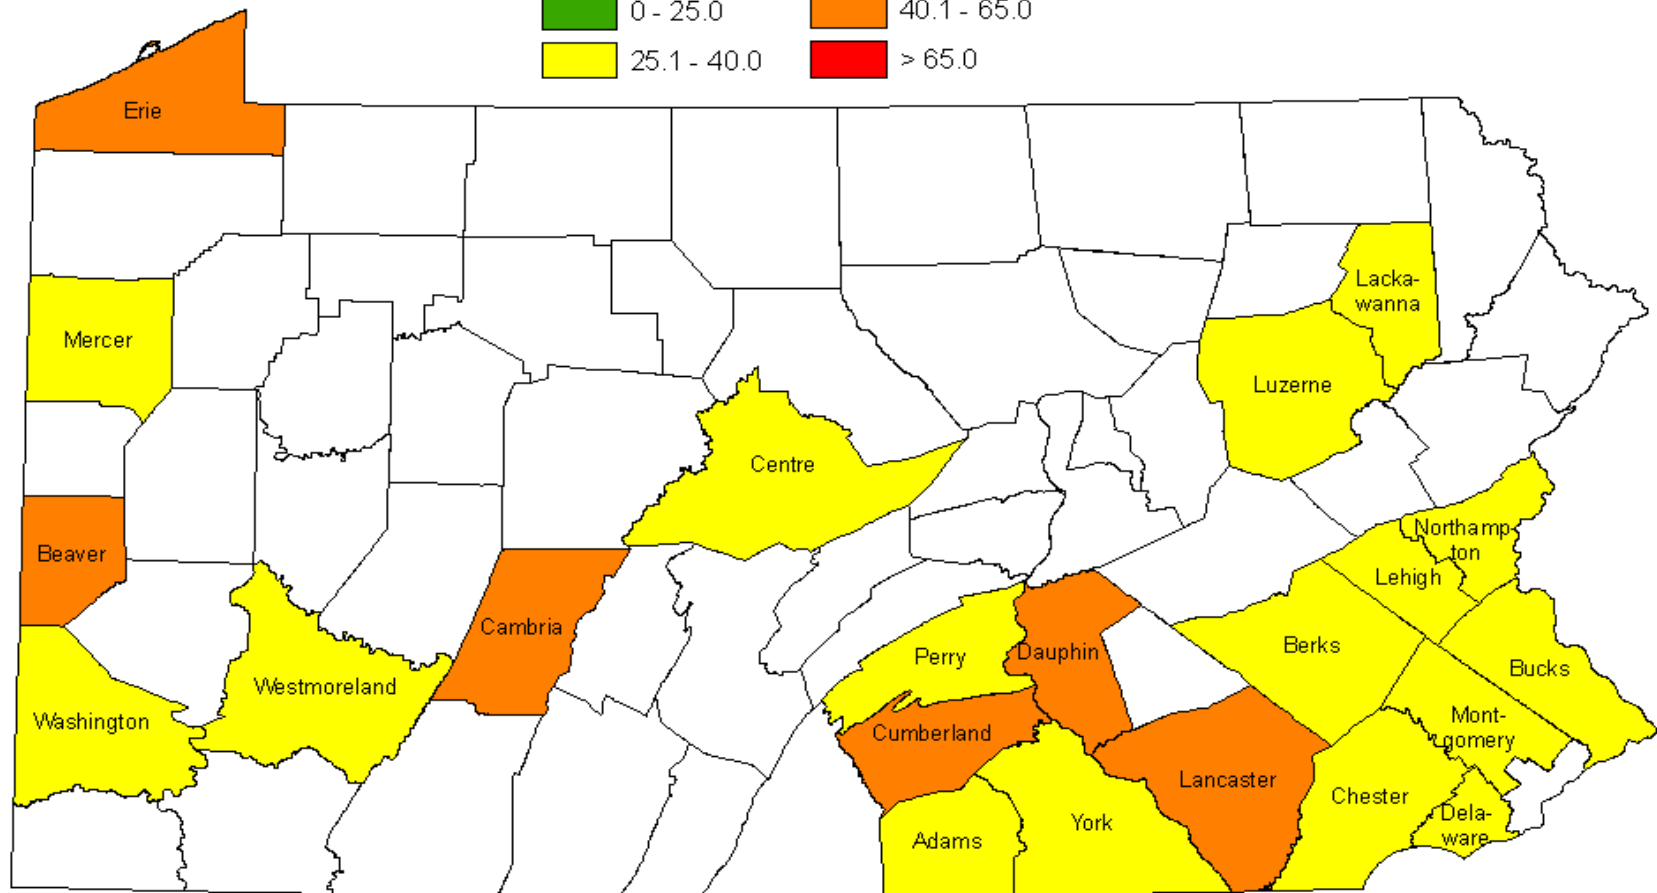 0 - 25.0
40.1 - 65.0
25.1 - 40.0
> 65.0
Erie
Lacka-
wanna
Mercer
Luzerne
Centre
Northamp-
ton
Beaver
Lehigh
Cambria
Berks
Dauphin
Perry
Bucks
Westmoreland
Washington
Mont-
gomery
Cumberland
Lancaster
Chester
Dela-
ware
York
Adams